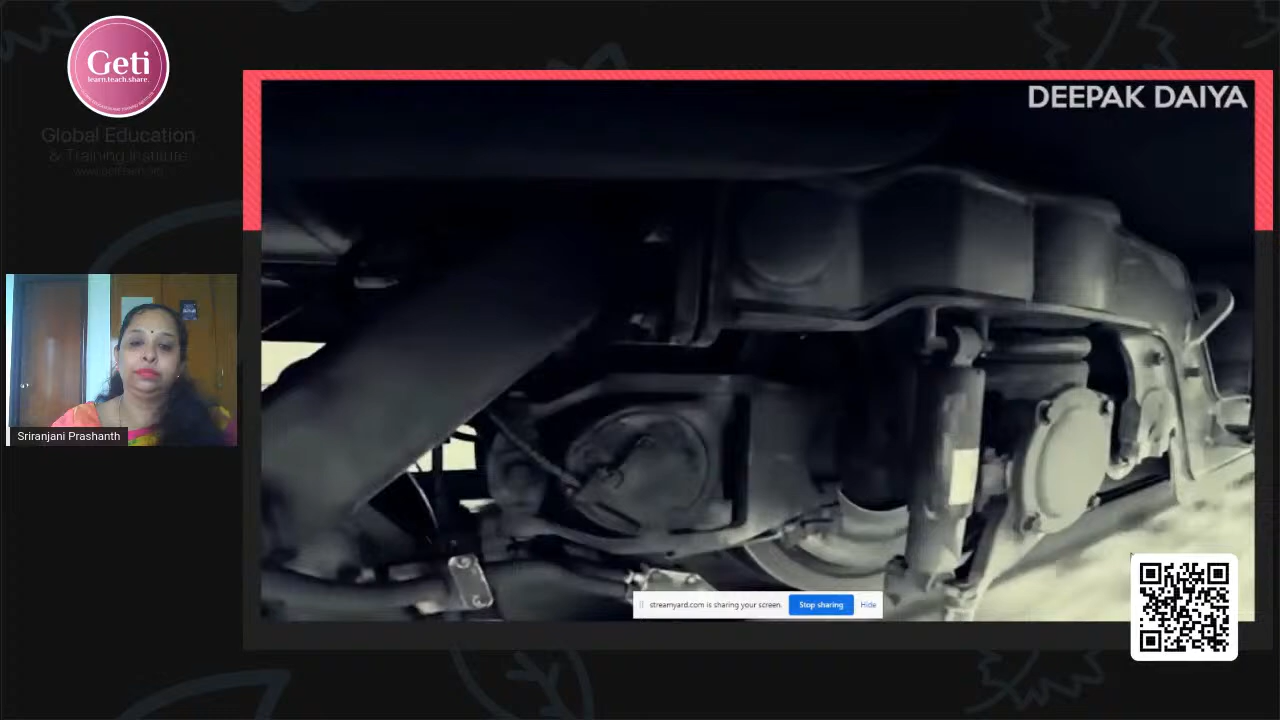 Geti
learn.teach.share.
Global Education
& Training Institute
DEEPAK DAIYA
Sriranjani Prashanth
streamyard.com is sharing your screen.
Stop sharing
Hide